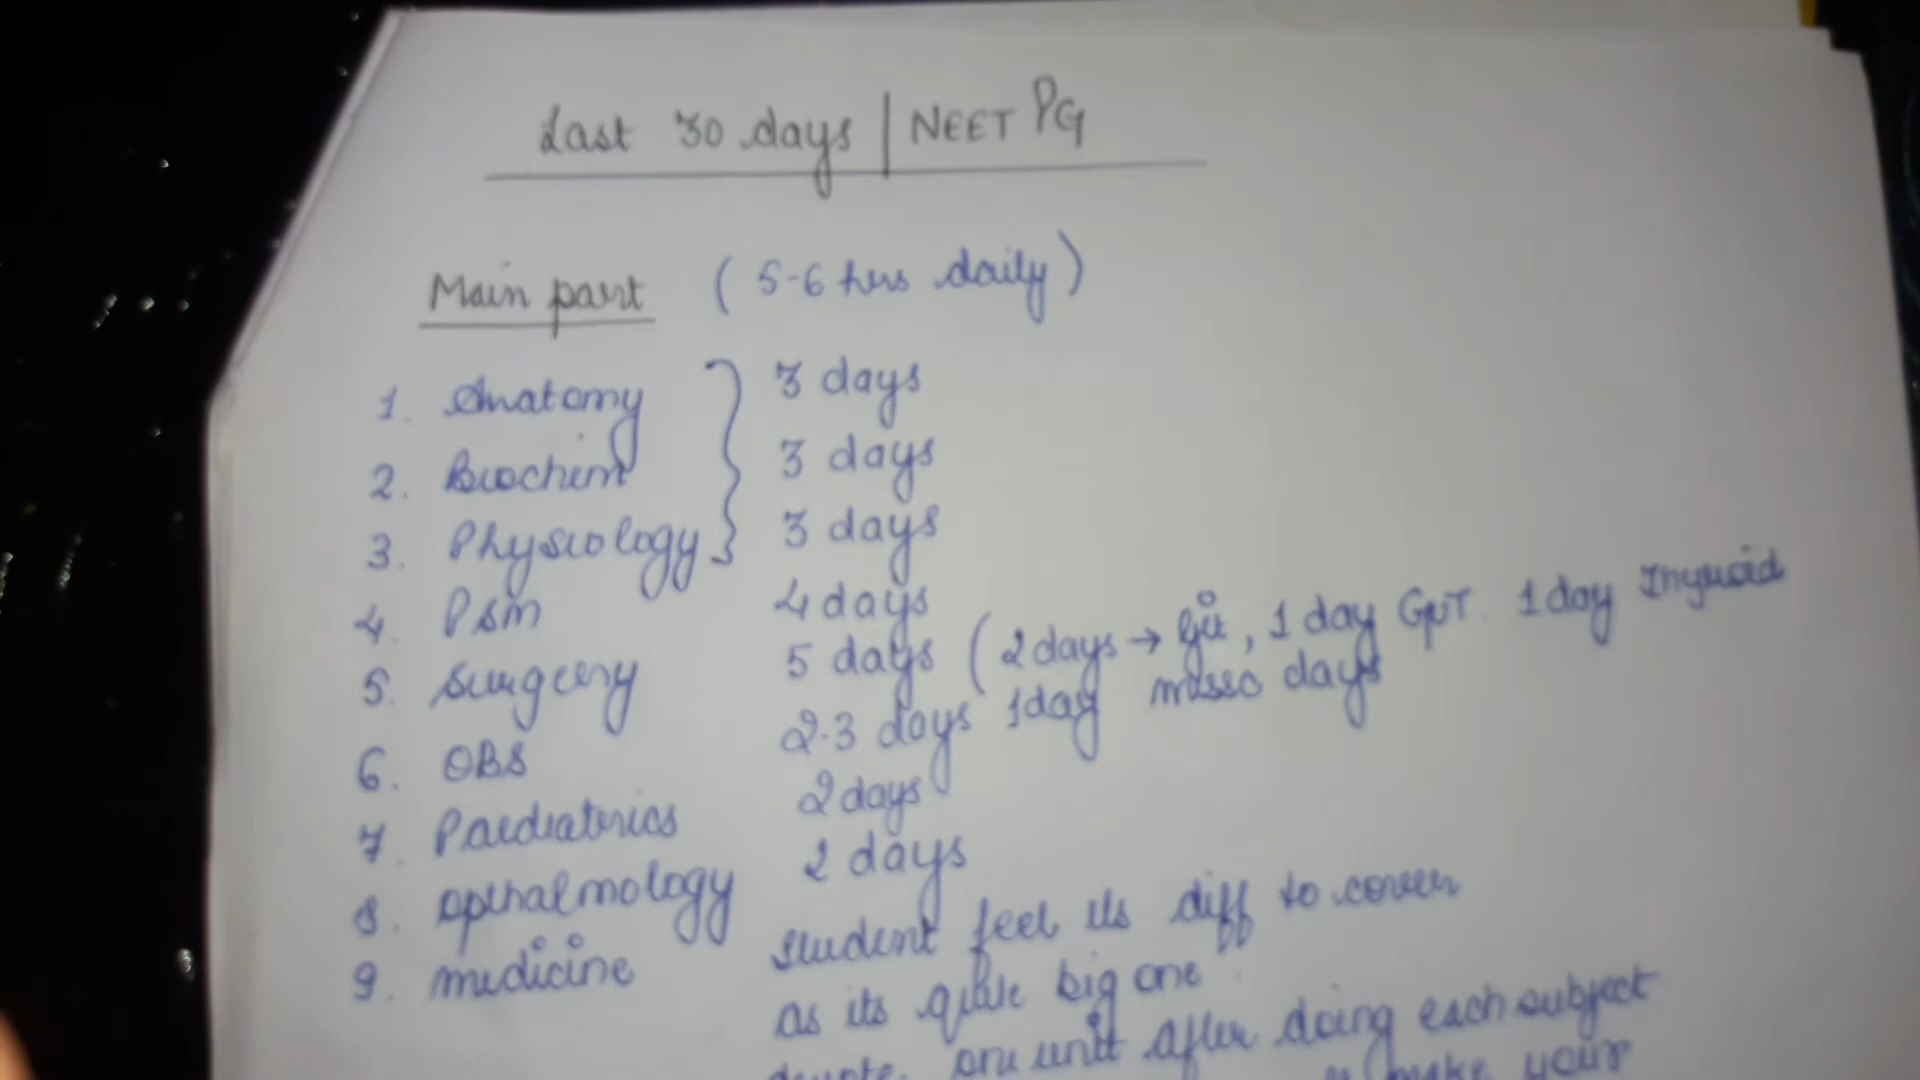 Last 30 days | NEET PG
Main part (5-6 hrs daily)
1. Anatomy } 3 days
2. Biochem 3 days
3. Physiology 3 days
4. PSM 4 days
5. Surgery 5 days (2 days → git, 1 day GUT. 1 day
6. OBS 2-3 days 1 day days
7. Paediatrics 2 days
8. Opthalmology 2 days
9. medicine student feel its diff to cover
as its quite big one
devote one unit after doing each subject
make your